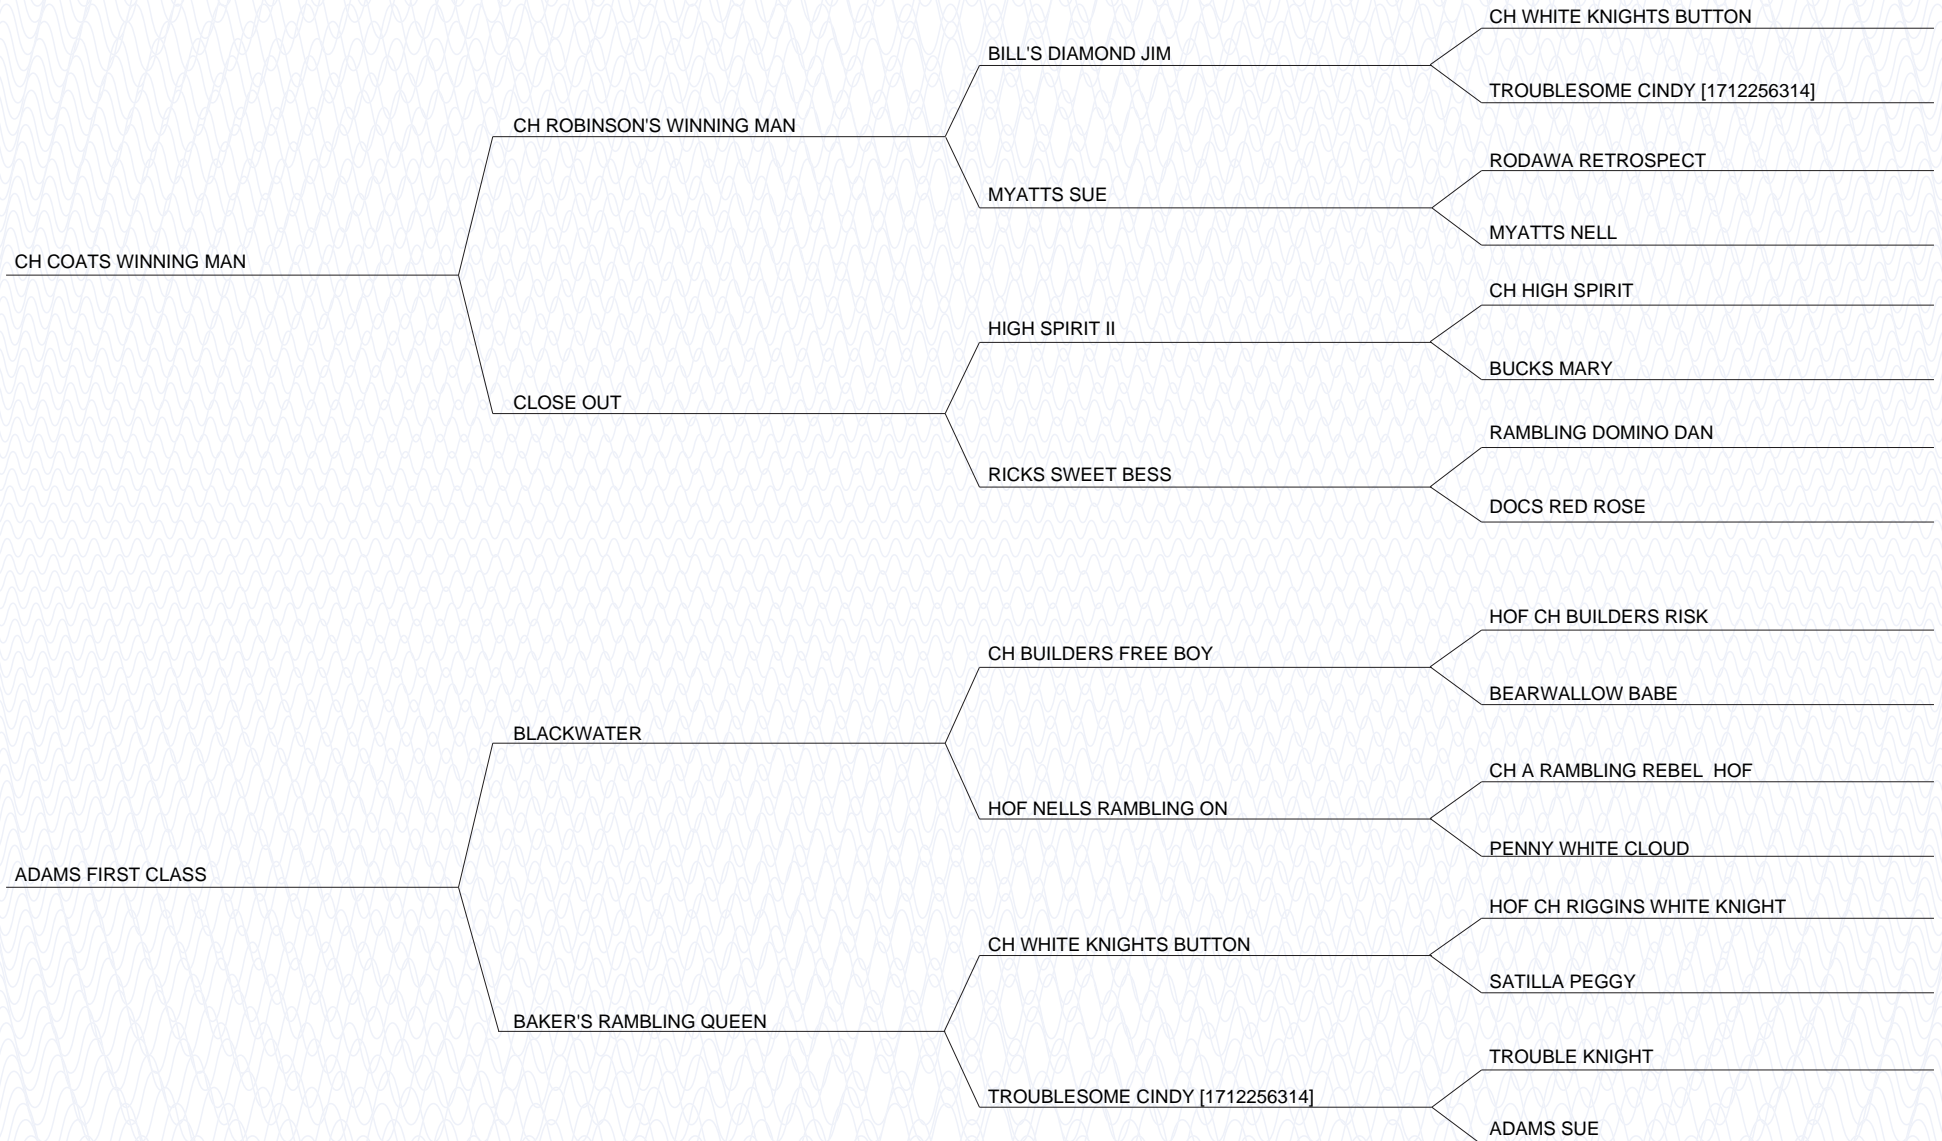 CH WHITE KNIGHTS BUTTON
BILL'S DIAMOND JIM
TROUBLESOME CINDY [1712256314]
CH ROBINSON'S WINNING MAN
RODAWA RETROSPECT
MYATTS SUE
MYATTS NELL
CH COATS WINNING MAN
CH HIGH SPIRIT
HIGH SPIRIT II
BUCKS MARY
CLOSE OUT
RAMBLING DOMINO DAN
RICKS SWEET BESS
DOCS RED ROSE
HOF CH BUILDERS RISK
CH BUILDERS FREE BOY
BEARWALLOW BABE
BLACKWATER
CH A RAMBLING REBEL  HOF
HOF NELLS RAMBLING ON
PENNY WHITE CLOUD
ADAMS FIRST CLASS
HOF CH RIGGINS WHITE KNIGHT
CH WHITE KNIGHTS BUTTON
SATILLA PEGGY
BAKER'S RAMBLING QUEEN
TROUBLE KNIGHT
TROUBLESOME CINDY [1712256314]
ADAMS SUE